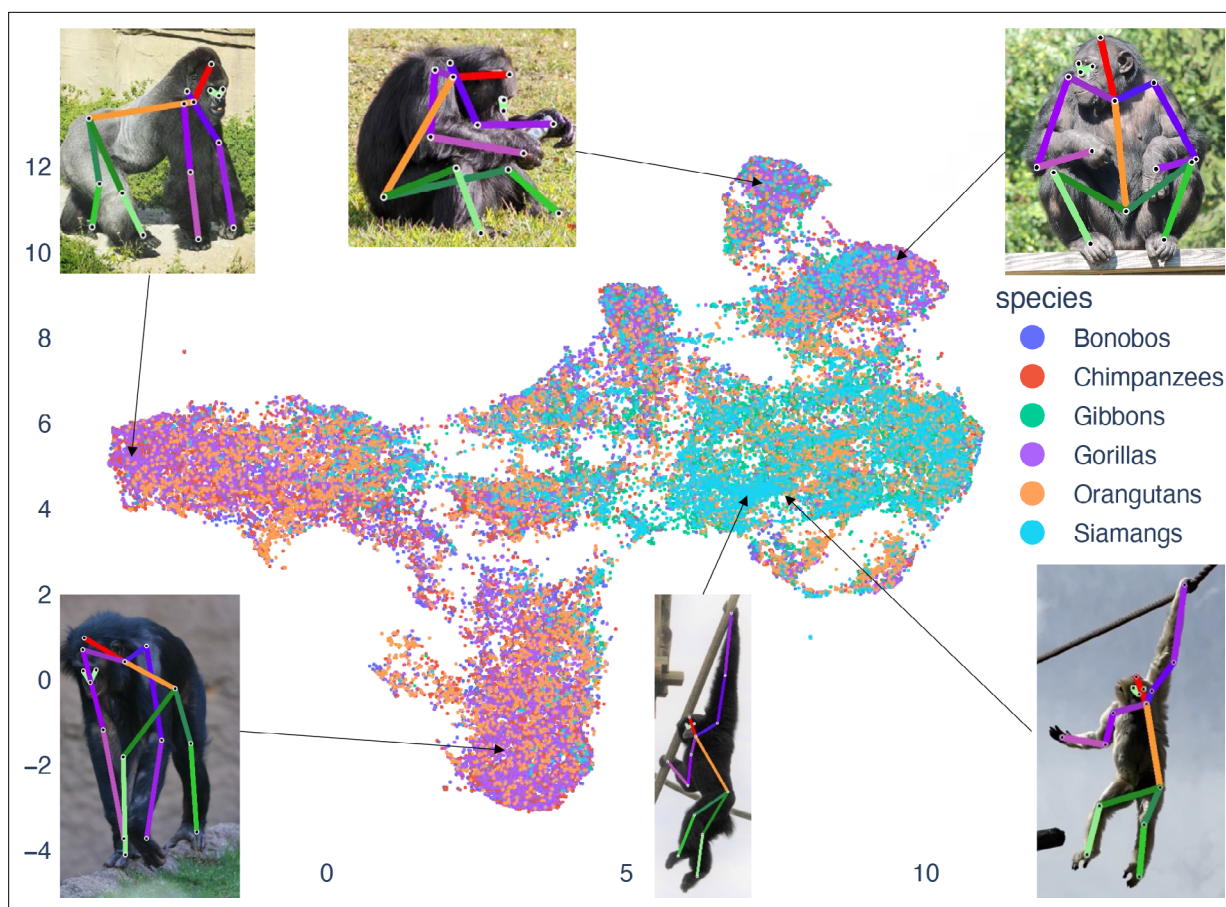 12
10
8
6
4
2
0
−2
−4
0
5
10
species
Bonobos
Chimpanzees
Gibbons
Gorillas
Orangutans
Siamangs